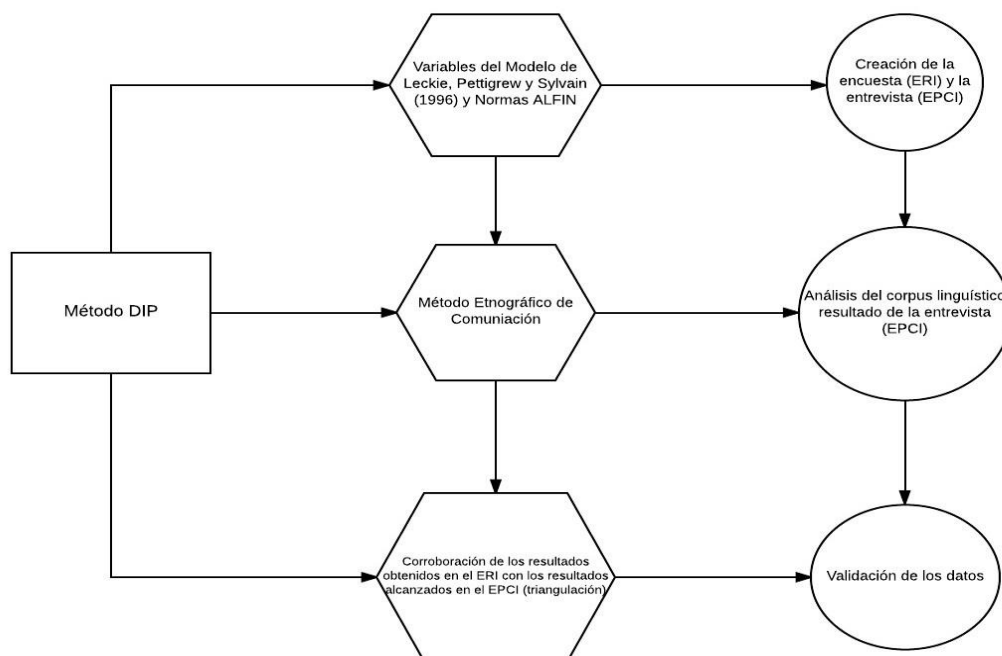 Variables del Modelo de
Leckie, Pettigrew y Sylvain
(1996) y Normas ALFIN
Creación de la
encuesta (ERI) y la
entrevista (EPCI)
Método DIP
Método Etnográfico de
Comuniación
Análisis del corpus linguístico
resultado de la entrevista
(EPCI)
Corroboración de los resultados
obtenidos en el ERI con los resultados
alcanzados en el EPCI (triangulación)
Validación de los datos